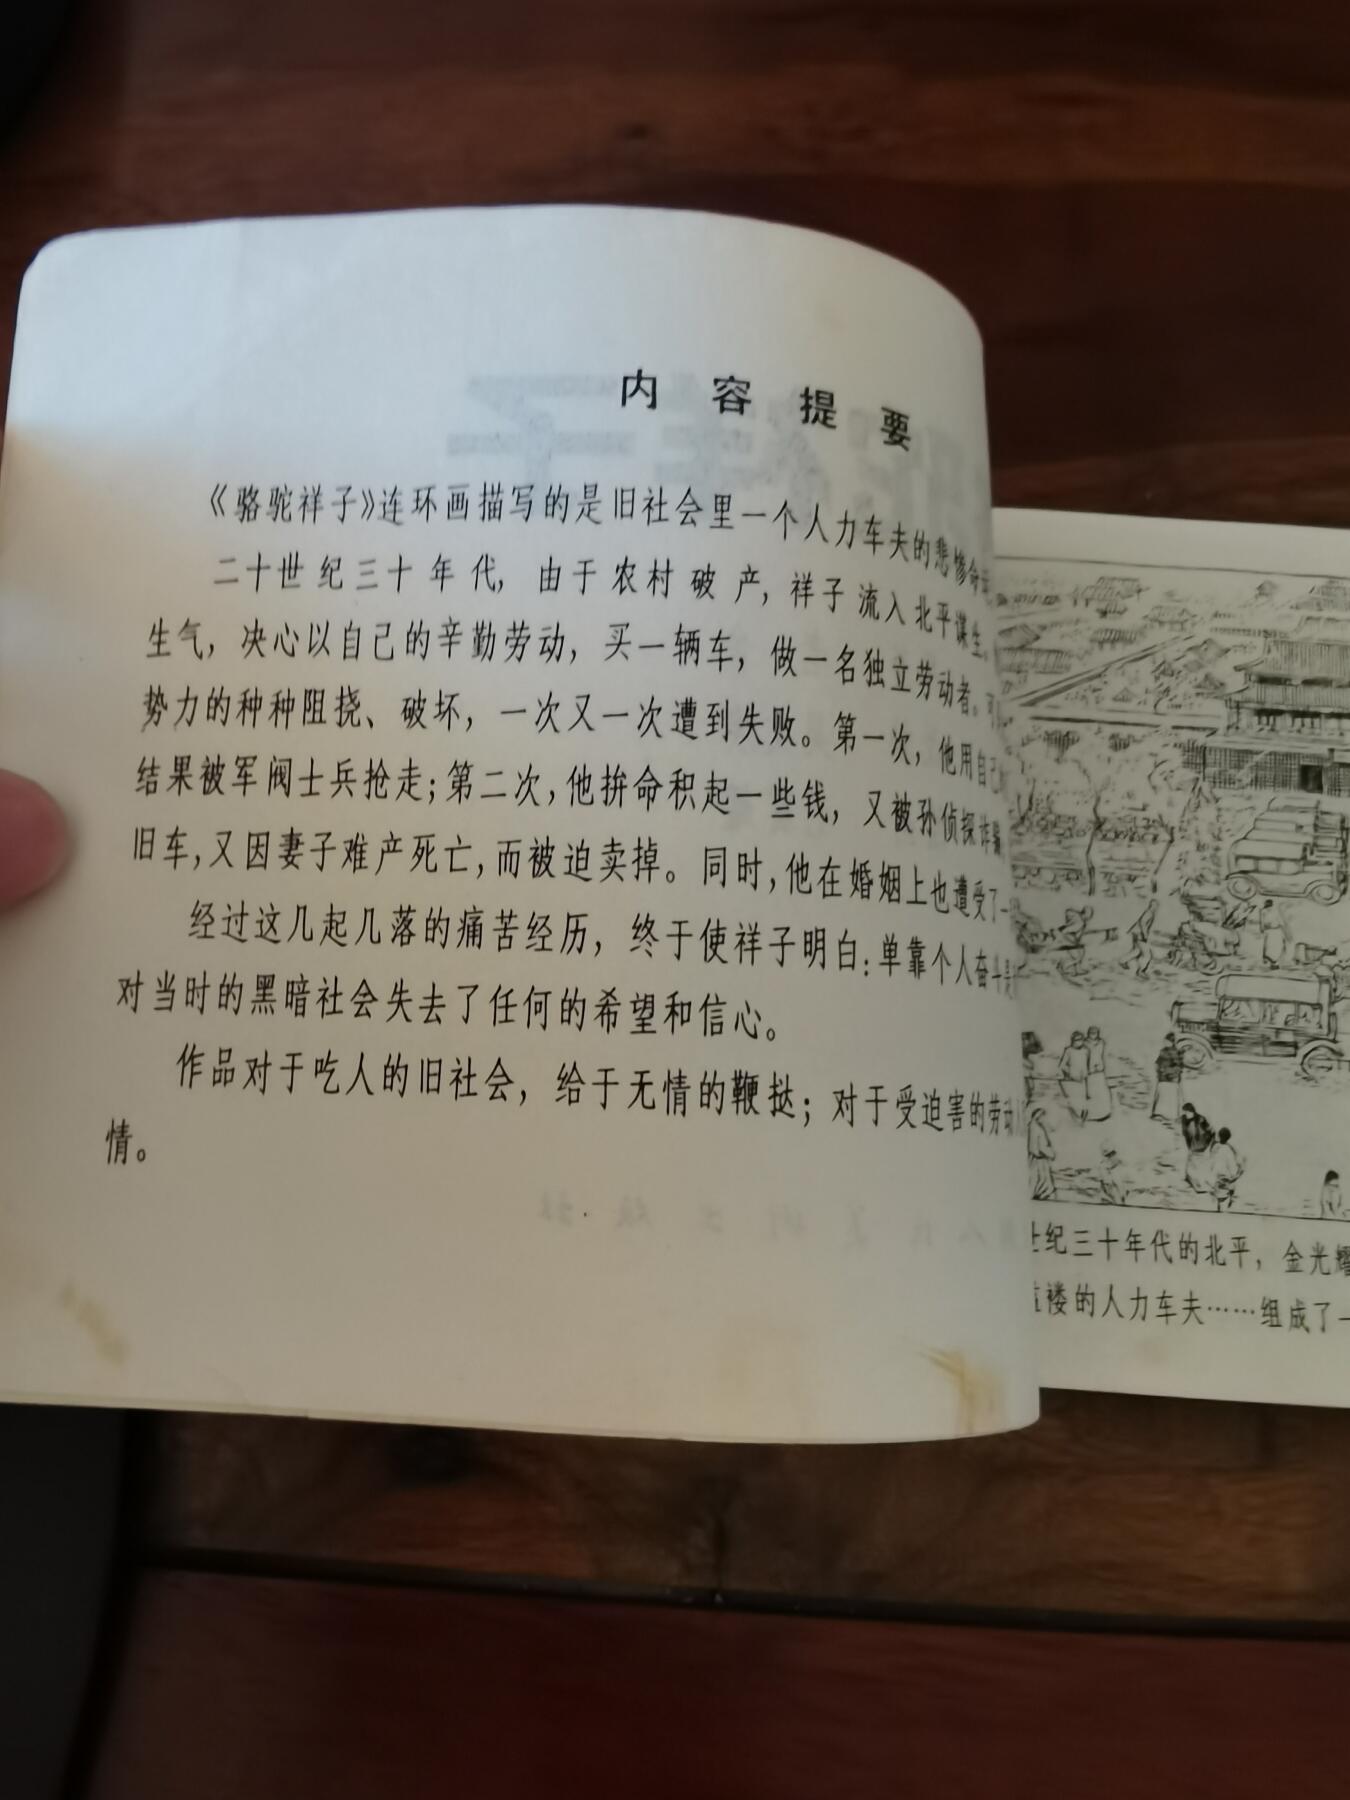 内容提要
《骆驼祥子》连环画描写的是旧社会里一个人力车夫的悲惨命
二十世纪三十年代，由于农村破产，祥子流入北平谋生。
生气，决心以自己的辛勤劳动，买一辆车，做一名独立劳动者。可
势力的种种阻挠、破坏，一次又一次遭到失败。第一次，他用自己
结果被军阀士兵抢走；第二次，他拚命积起一些钱，又被孙侦探诈骗
旧车，又因妻子难产死亡，而被迫卖掉。同时，他在婚姻上也遭受了一
经过这几起几落的痛苦经历，终于使祥子明白：单靠个人奋斗是
对当时的黑暗社会失去了任何的希望和信心。
作品对于吃人的旧社会，给于无情的鞭挞；对于受迫害的劳动
情。
世纪三十年代的北平，金光耀
褛的人力车夫……组成了一